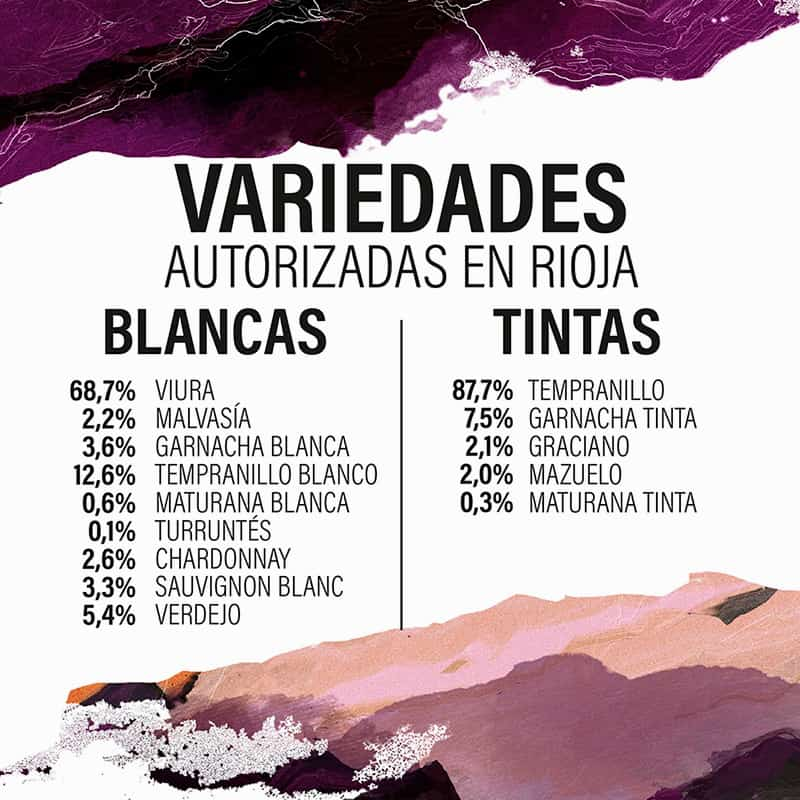 VARIEDADES
AUTORIZADAS EN RIOJA
BLANCAS
68,7% VIURA
2,2% MALVASÍA
3,6% GARNACHA BLANCA
12,6% TEMPRANILLO BLANCO
0,6% MATURANA BLANCA
0,1% TURRUNTÉS
2,6% CHARDONNAY
3,3% SAUVIGNON BLANC
5,4% VERDEJO
TINTAS
87,7% TEMPRANILLO
7,5% GARNACHA TINTA
2,1% GRACIANO
2,0% MAZUELO
0,3% MATURANA TINTA